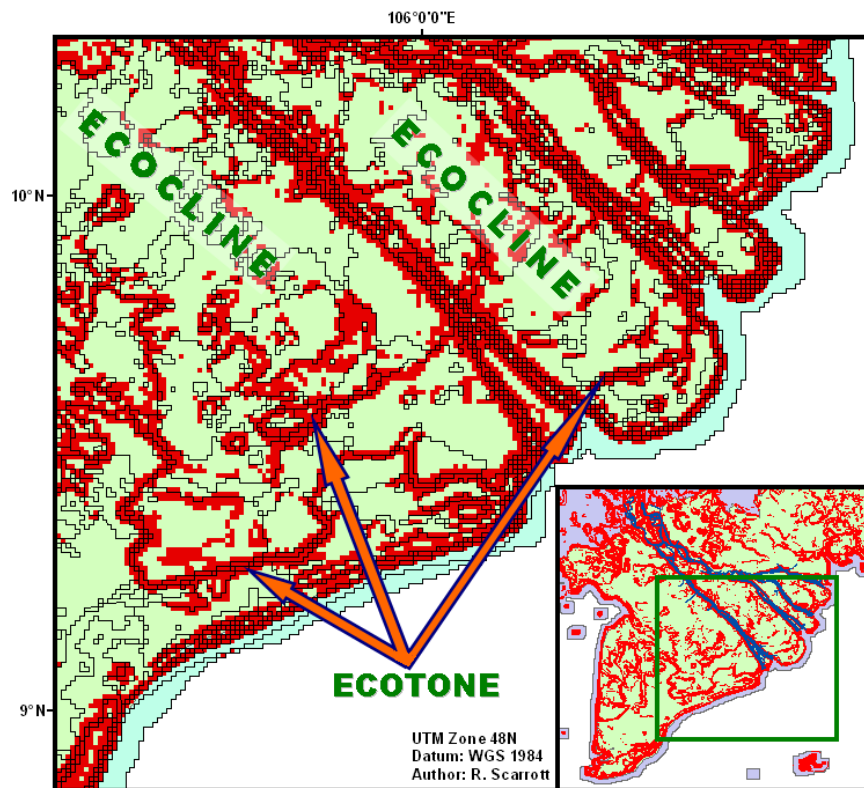 106°0'0"E
ECOCLINE
ECOCLINE
10°N
ECOTONE
9°N
UTM Zone 48N
Datum: WGS 1984
Author: R. Scarrott